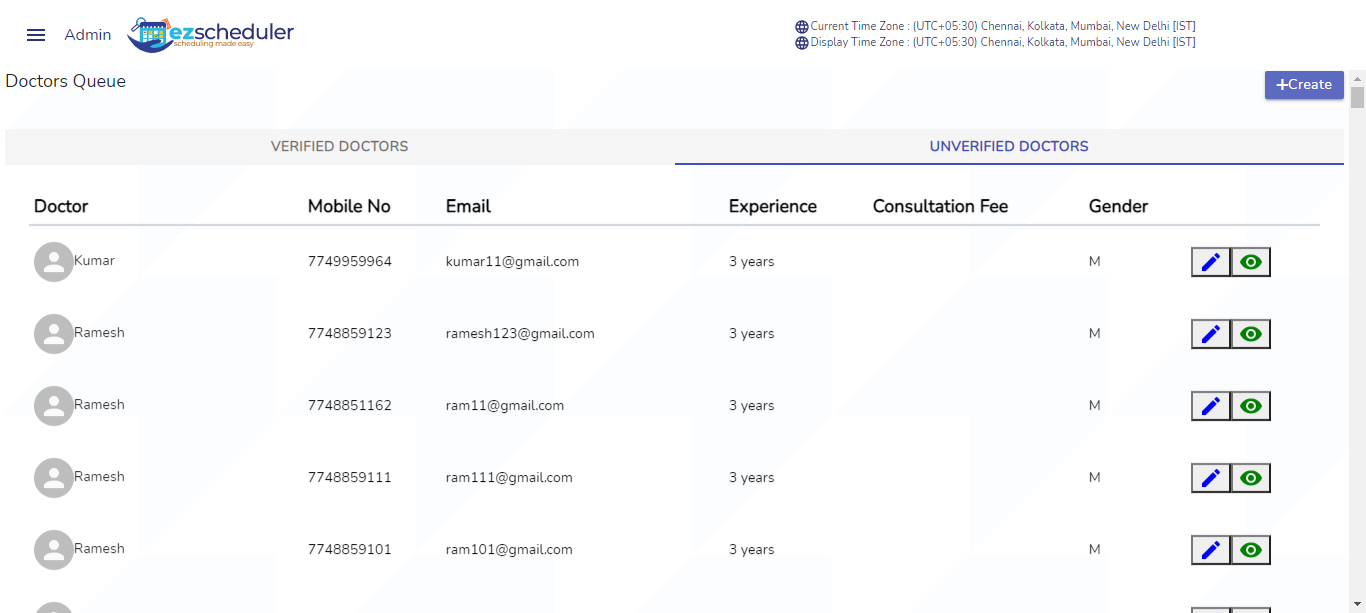 Admin
ezscheduler
scheduling made easy
Current Time Zone : (UTC+05:30) Chennai, Kolkata, Mumbai, New Delhi [IST]
Display Time Zone : (UTC+05:30) Chennai, Kolkata, Mumbai, New Delhi [IST]
Doctors Queue
+Create
VERIFIED DOCTORS UNVERIFIED DOCTORS
Doctor Mobile No Email Experience Consultation Fee Gender
Kumar 7749959964 kumar11@gmail.com 3 years M
Ramesh 7748859123 ramesh123@gmail.com 3 years M
Ramesh 7748851162 ram11@gmail.com 3 years M
Ramesh 7748859111 ram111@gmail.com 3 years M
Ramesh 7748859101 ram101@gmail.com 3 years M